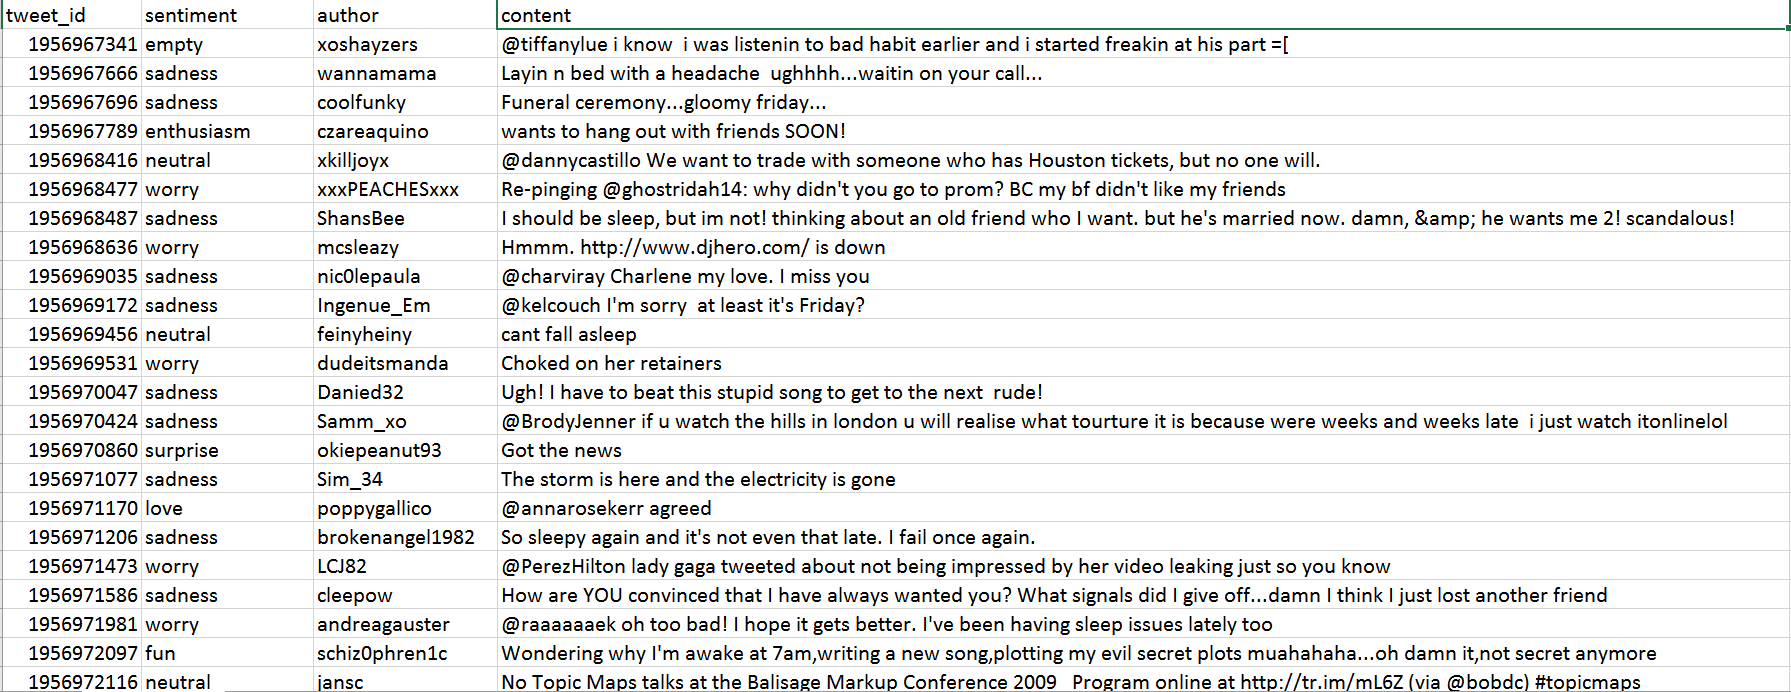 tweet_id sentiment author content
1956967341 empty xoshayzers @tiffanylue i know  i was listenin to bad habit earlier and i started freakin at his part =[
1956967666 sadness wannamama Layin n bed with a headache  ughhhh...waitin on your call...
1956967696 sadness coolfunky Funeral ceremony...gloomy friday...
1956967789 enthusiasm czareaquino wants to hang out with friends SOON!
1956968416 neutral xkilljoyx @dannycastillo We want to trade with someone who has Houston tickets, but no one will.
1956968477 worry xxxPEACHESxxx Re-pinging @ghostridah14: why didn't you go to prom? BC my bf didn't like my friends
1956968487 sadness ShansBee I should be sleep, but im not! thinking about an old friend who I want. but he's married now. damn, &amp; he wants me 2! scandalous!
1956968636 worry mcsleazy Hmmm. http://www.djhero.com/ is down
1956969035 sadness nic0lepaula @charviray Charlene my love. I miss you
1956969172 sadness Ingenue_Em @kelcouch I'm sorry  at least it's Friday?
1956969456 neutral feinyheiny cant fall asleep
1956969531 worry dudeitsmanda Choked on her retainers
1956970047 sadness Danied32 Ugh! I have to beat this stupid song to get to the next  rude!
1956970424 sadness Samm_xo @BrodyJenner if u watch the hills in london u will realise what tourture it is because were weeks and weeks late  i just watch itonlinelol
1956970860 surprise okiepeanut93 Got the news
1956971077 sadness Sim_34 The storm is here and the electricity is gone
1956971170 love poppygallico @annarosekerr agreed
1956971206 sadness brokenangel1982 So sleepy again and it's not even that late. I fail once again.
1956971473 worry LCJ82 @PerezHilton lady gaga tweeted about not being impressed by her video leaking just so you know
1956971586 sadness cleepow How are YOU convinced that I have always wanted you? What signals did I give off...damn I think I just lost another friend
1956971981 worry andreagauster @raaaaaaek oh too bad! I hope it gets better. I've been having sleep issues lately too
1956972097 fun schiz0phren1c Wondering why I'm awake at 7am,writing a new song,plotting my evil secret plots muahahaha...oh damn it,not secret anymore
1956972116 neutral jansc No Topic Maps talks at the Balisage Markup Conference 2009   Program online at http://tr.im/mL6Z (via @bobdc) #topicmaps